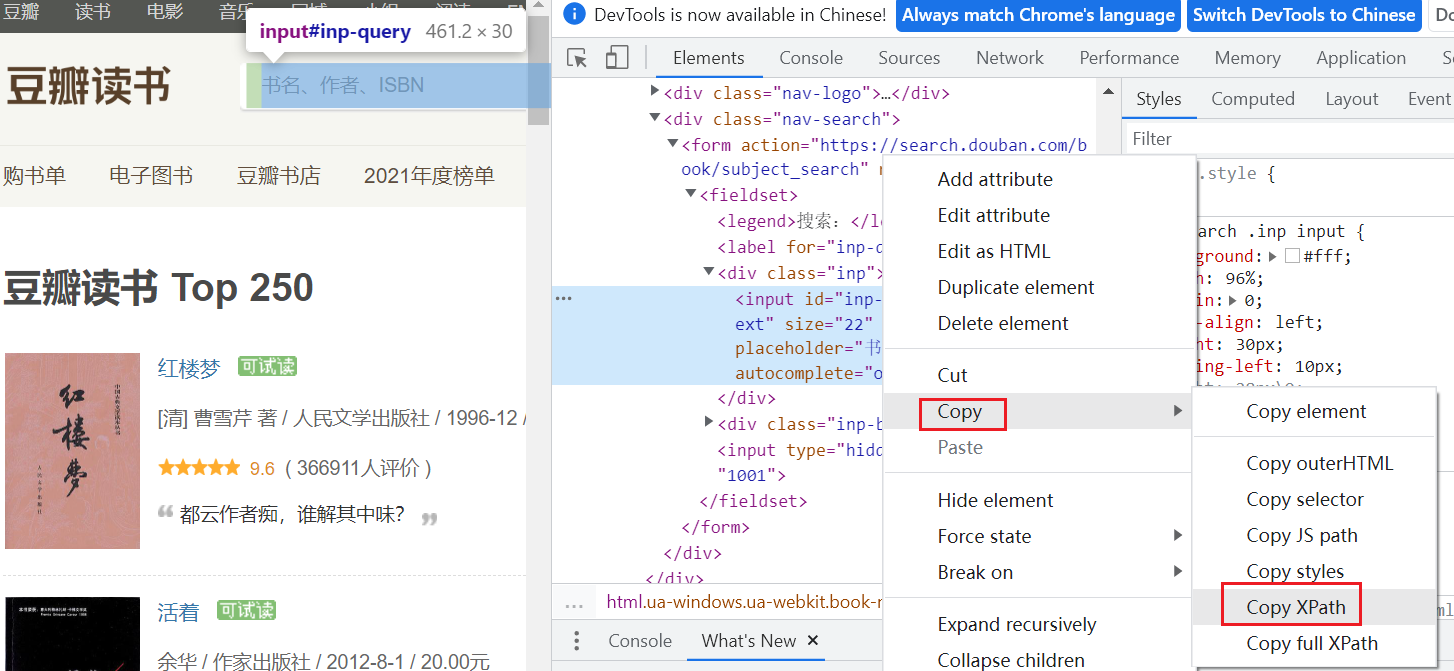 豆瓣 读书 电影 音乐
input#inp-query 461.2 × 30
豆瓣读书
书名、作者、ISBN
购书单 电子图书 豆瓣书店 2021年度榜单
豆瓣读书 Top 250
红楼梦 可试读
[清] 曹雪芹 著 / 人民文学出版社 / 1996-12 /
9.6 ( 366911人评价 )
都云作者痴，谁解其中味？
红楼梦
活着 可试读
余华 / 作家出版社 / 2012-8-1 / 20.00元
DevTools is now available in Chinese! Always match Chrome's language Switch DevTools to Chinese Do
Elements Console Sources Network Performance Memory Application S
<div class="nav-logo">…</div>
<div class="nav-search">
<form action="https://search.douban.com/b
ook/subject_search"
<fieldset>
<legend>搜索：</l
<label for="inp-q
<div class="inp">
<input id="inp-
ext" size="22"
placeholder="书
autocomplete="o
</div>
<div class="inp-b
<input type="hidd
"1001">
</fieldset>
</form>
</div>
</div>
... html.ua-windows.ua-webkit.book-n
Console What's New ×
Styles Computed Layout Event
Filter
.style {
arch .inp input {
ground: #fff;
: 96%;
in: 0;
-align: left;
ht: 30px;
ing-left: 10px;
Add attribute
Edit attribute
Edit as HTML
Duplicate element
Delete element
Cut
Copy
Paste
Hide element
Force state
Break on
Expand recursively
Collapse children
Copy element
Copy outerHTML
Copy selector
Copy JS path
Copy styles
Copy XPath
Copy full XPath